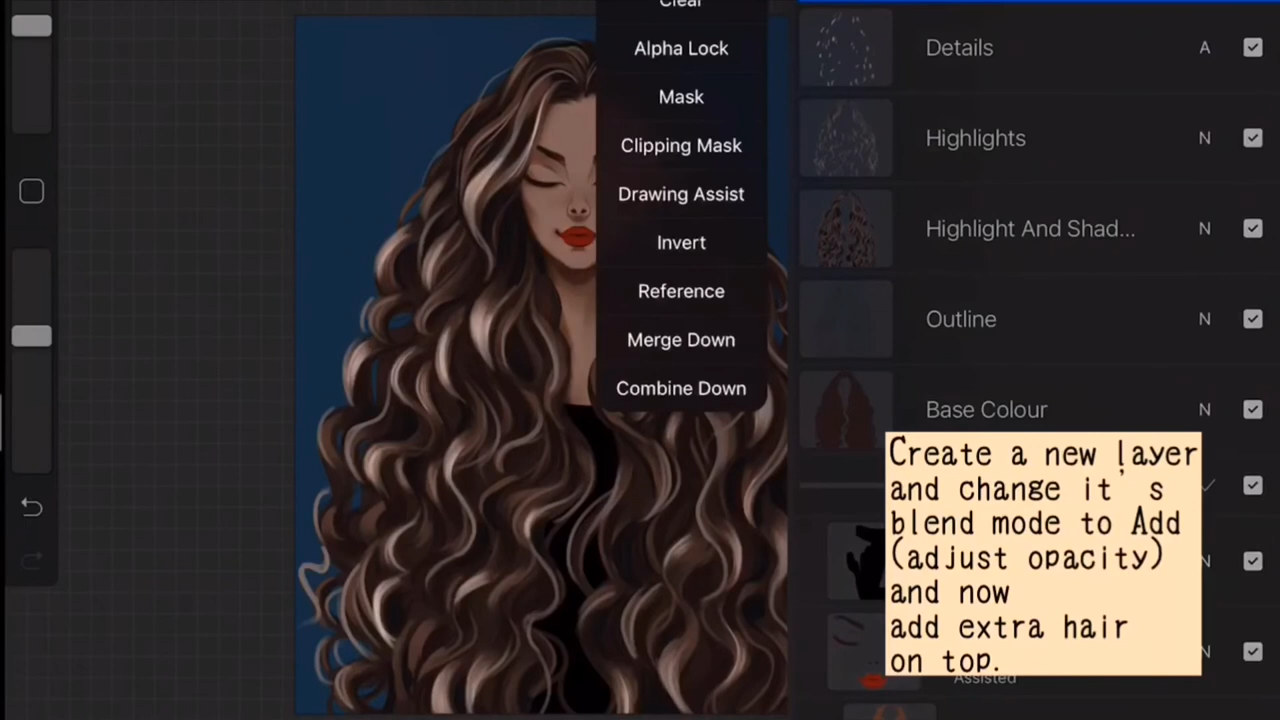 Clear
Alpha Lock
Mask
Clipping Mask
Drawing Assist
Invert
Reference
Merge Down
Combine Down
Details A
Highlights N
Highlight And Shad... N
Outline N
Base Colour N
N
N
Assisted
Create a new layer
and change it's
blend mode to Add
(adjust opacity)
and now
add extra hair
on top.